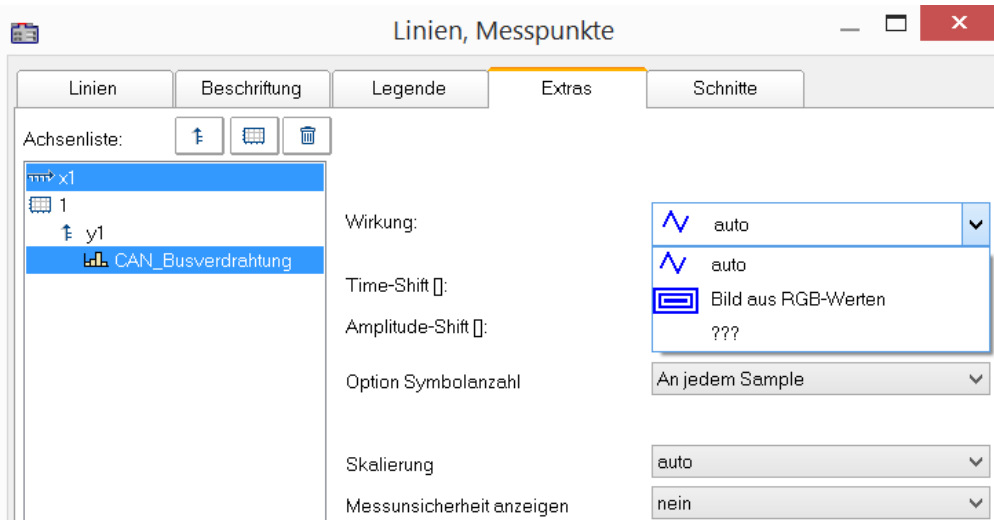 Linien, Messpunkte
Linien Beschriftung Legende Extras Schnitte
Achsenliste:
x1
1
y1
CAN_Busverdrahtung
Wirkung: auto
auto
Bild aus RGB-Werten
???
Time-Shift []:
Amplitude-Shift []:
Option Symbolanzahl An jedem Sample
Skalierung auto
Messunsicherheit anzeigen nein